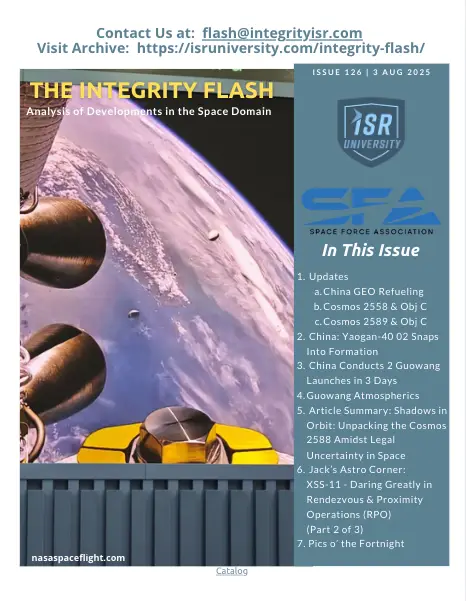 Contact Us at: flash@integrityisr.com
Visit Archive: https://isruniversity.com/integrity-flash/
ISSUE 126 | 3 AUG 2025
THE INTEGRITY FLASH
Analysis of Developments in the Space Domain
ISR
UNIVERSITY
SFA
SPACE FORCE ASSOCIATION
In This Issue
1. Updates
a. China GEO Refueling
b. Cosmos 2558 & Obj C
c. Cosmos 2589 & Obj C
2. China: Yaogan-40 02 Snaps
Into Formation
3. China Conducts 2 Guowang
Launches in 3 Days
4. Guowang Atmospherics
5. Article Summary: Shadows in
Orbit: Unpacking the Cosmos
2588 Amidst Legal
Uncertainty in Space
6. Jack's Astro Corner:
XSS-11 - Daring Greatly in
Rendezvous & Proximity
Operations (RPO)
(Part 2 of 3)
7. Pics o' the Fortnight
nasaspaceflight.com
Catalog